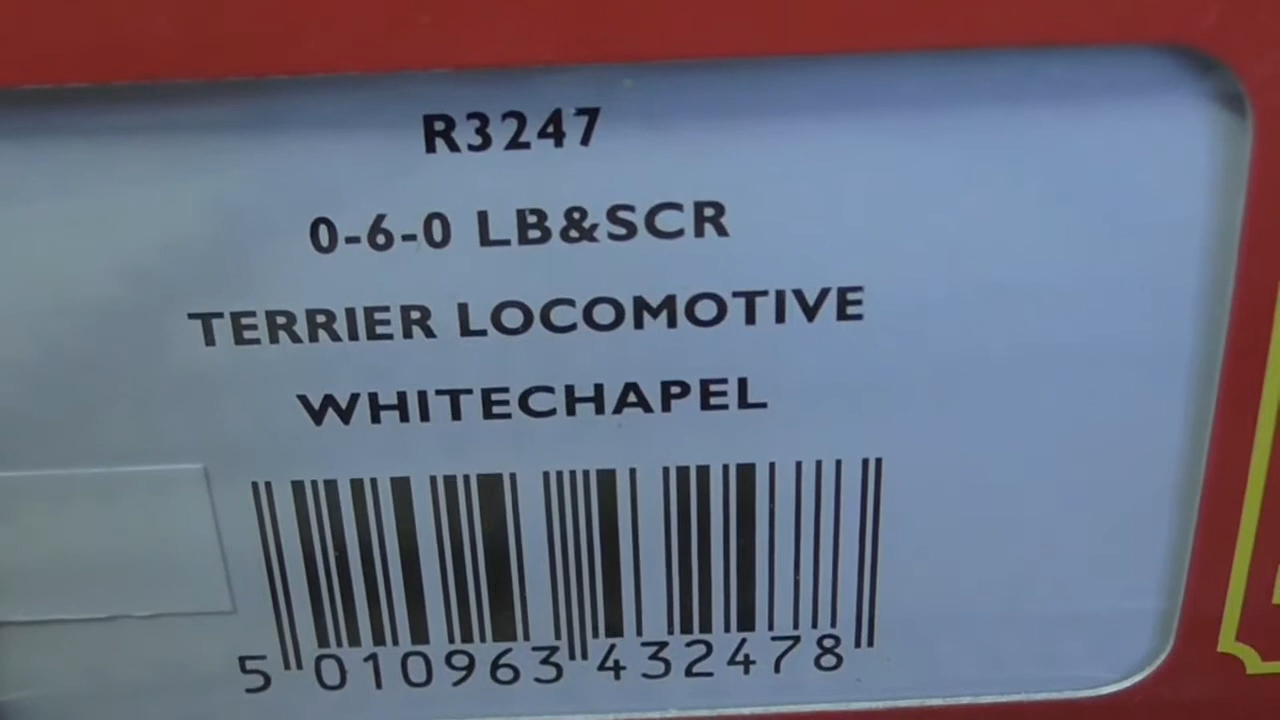 R3247
0-6-0 LB&SCR
TERRIER LOCOMOTIVE
WHITECHAPEL
5 010963 432478